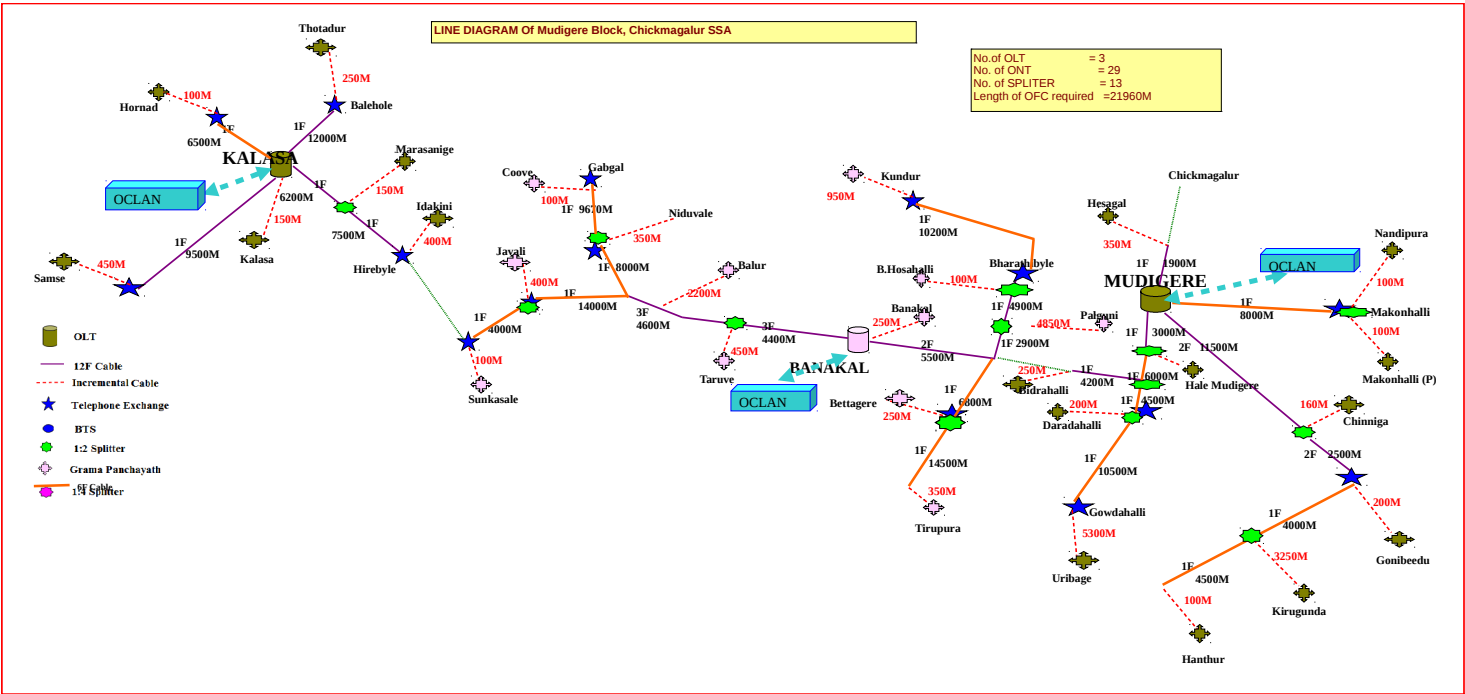 LINE DIAGRAM Of Mudigere Block, Chickmagalur SSA
No.of OLT = 3
No. of ONT = 29
No. of SPLITER = 13
Length of OFC required =21960M
Thotadur
250M
Balehole
Hornad
100M
1F
6500M
1F
12000M
KALASA
OCLAN
6200M
1F
150M
Kalasa
Marasanige
150M
Idakini
1F
7500M
400M
Hirebyle
1F
9500M
450M
Samse
Coove
100M
Gabgal
1F 9670M
Niduvale
350M
Javali
400M
1F 8000M
1F
14000M
1F
4000M
100M
Sunkasale
Balur
2200M
3F
4600M
3F
4400M
450M
Taruve
Banakal
250M
BANAKAL
OCLAN
2F
5500M
Kundur
950M
1F
10200M
Bharathibyle
B.Hosahalli
100M
1F 4900M
4850M
Palguni
1F 2900M
Bettagere
250M
1F
6800M
1F
14500M
350M
Tirupura
250M
Bidrahalli
1F
4200M
200M
Daradahalli
Chickmagalur
Hesagal
350M
1F 1900M
MUDIGERE
OCLAN
Nandipura
100M
1F
8000M
Makonhalli
100M
Makonhalli (P)
1F 3000M
2F 11500M
Hale Mudigere
1F 6000M
1F 4500M
1F
10500M
Gowdahalli
5300M
Uribage
160M
Chinniga
2F 2500M
200M
Gonibeedu
1F
4000M
3250M
Kirugunda
1F
4500M
100M
Hanthur
OLT
12F Cable
Incremental Cable
Telephone Exchange
BTS
1:2 Splitter
Grama Panchayath
6F Cable
1:4 Splitter